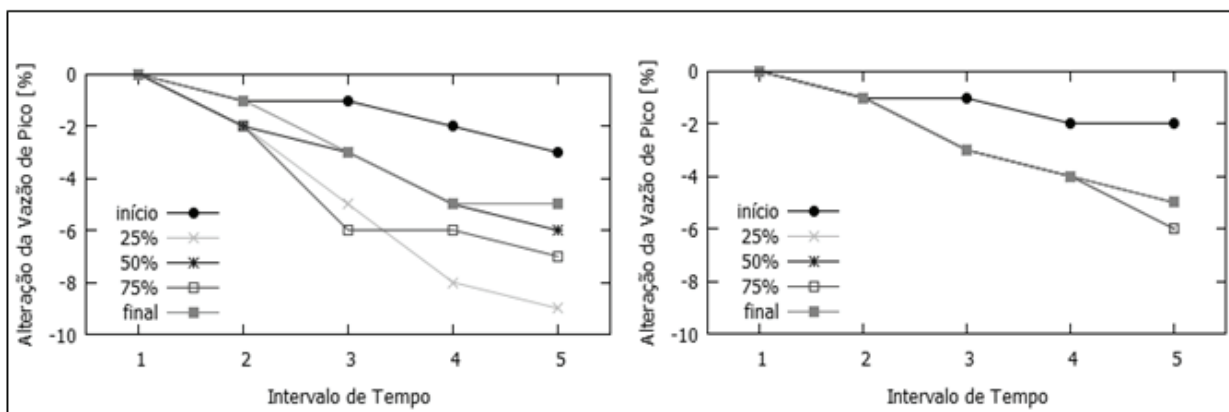 Alteração da Vazão de Pico [%]
0
-2
-4
-6
-8
-10
início
25%
50%
75%
final
1 2 3 4 5
Intervalo de Tempo
Alteração da Vazão de Pico [%]
0
-2
-4
-6
-8
-10
início
25%
50%
75%
final
1 2 3 4 5
Intervalo de Tempo